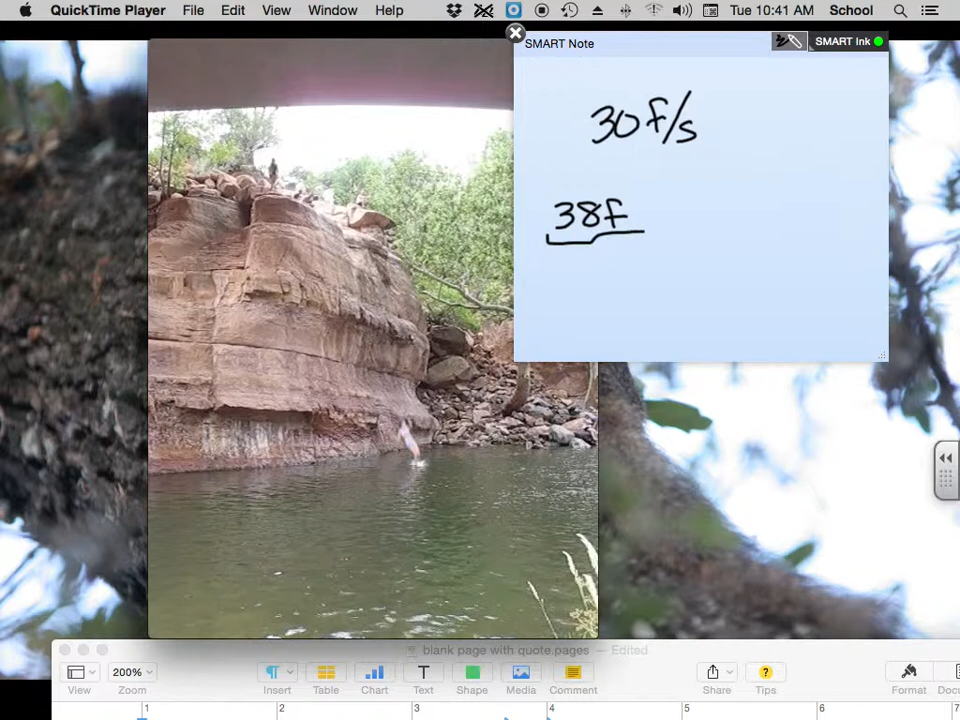 QuickTime Player File Edit View Window Help Tue 10:41 AM School
SMART Note SMART Ink
30 f/s
38f
blank page with quote.pages — Edited
200%
View Zoom Insert Table Chart Text Shape Media Comment Share Tips Format
1 2 3 4 5 6 7